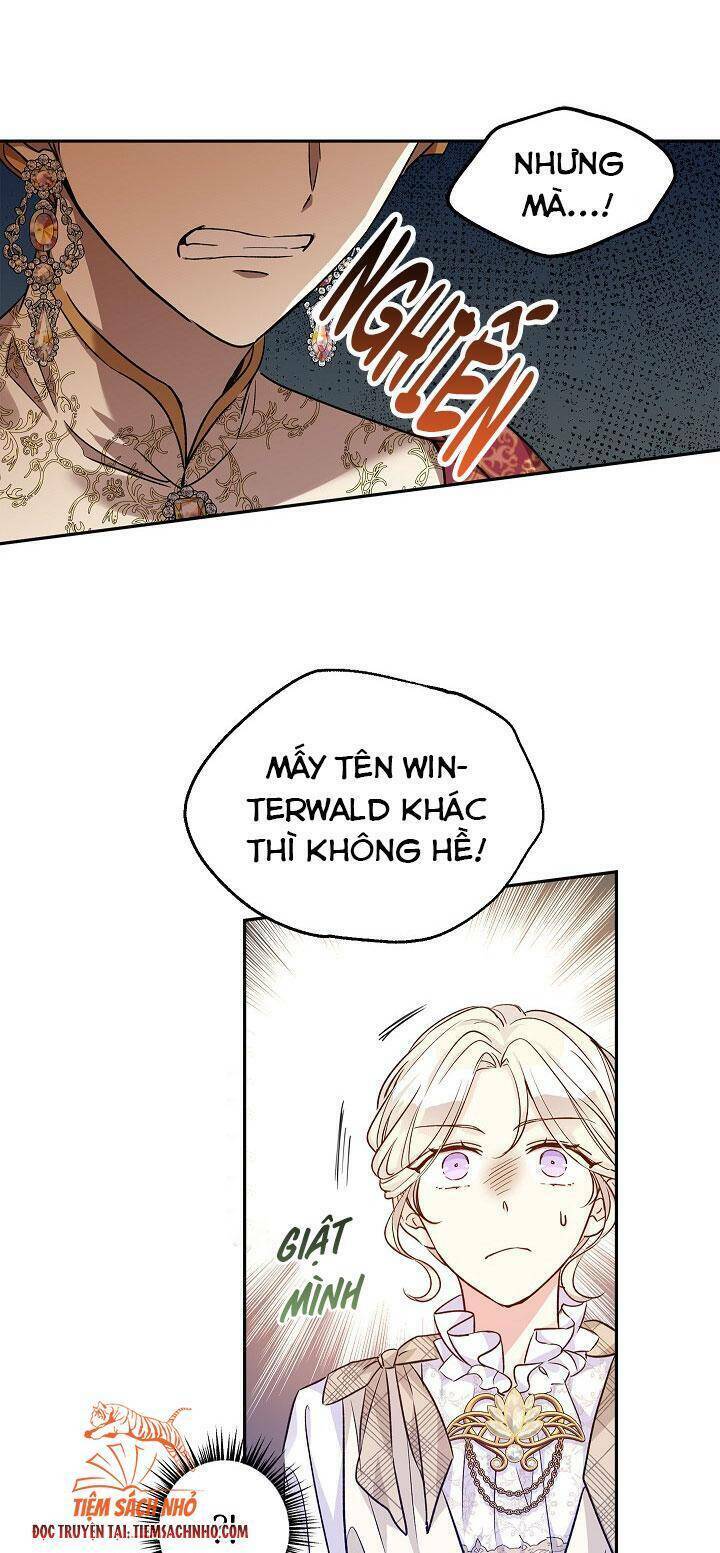 NHƯNG
MÀ...!
NGHIẾN
MẤY TÊN WIN-
TERWALD KHÁC
THÌ KHÔNG HỀ!
GIẬT
MÌNH
?!
TIỆM SÁCH NHỎ
ĐỌC TRUYỆN TẠI: TIEMSACHNHO.COM